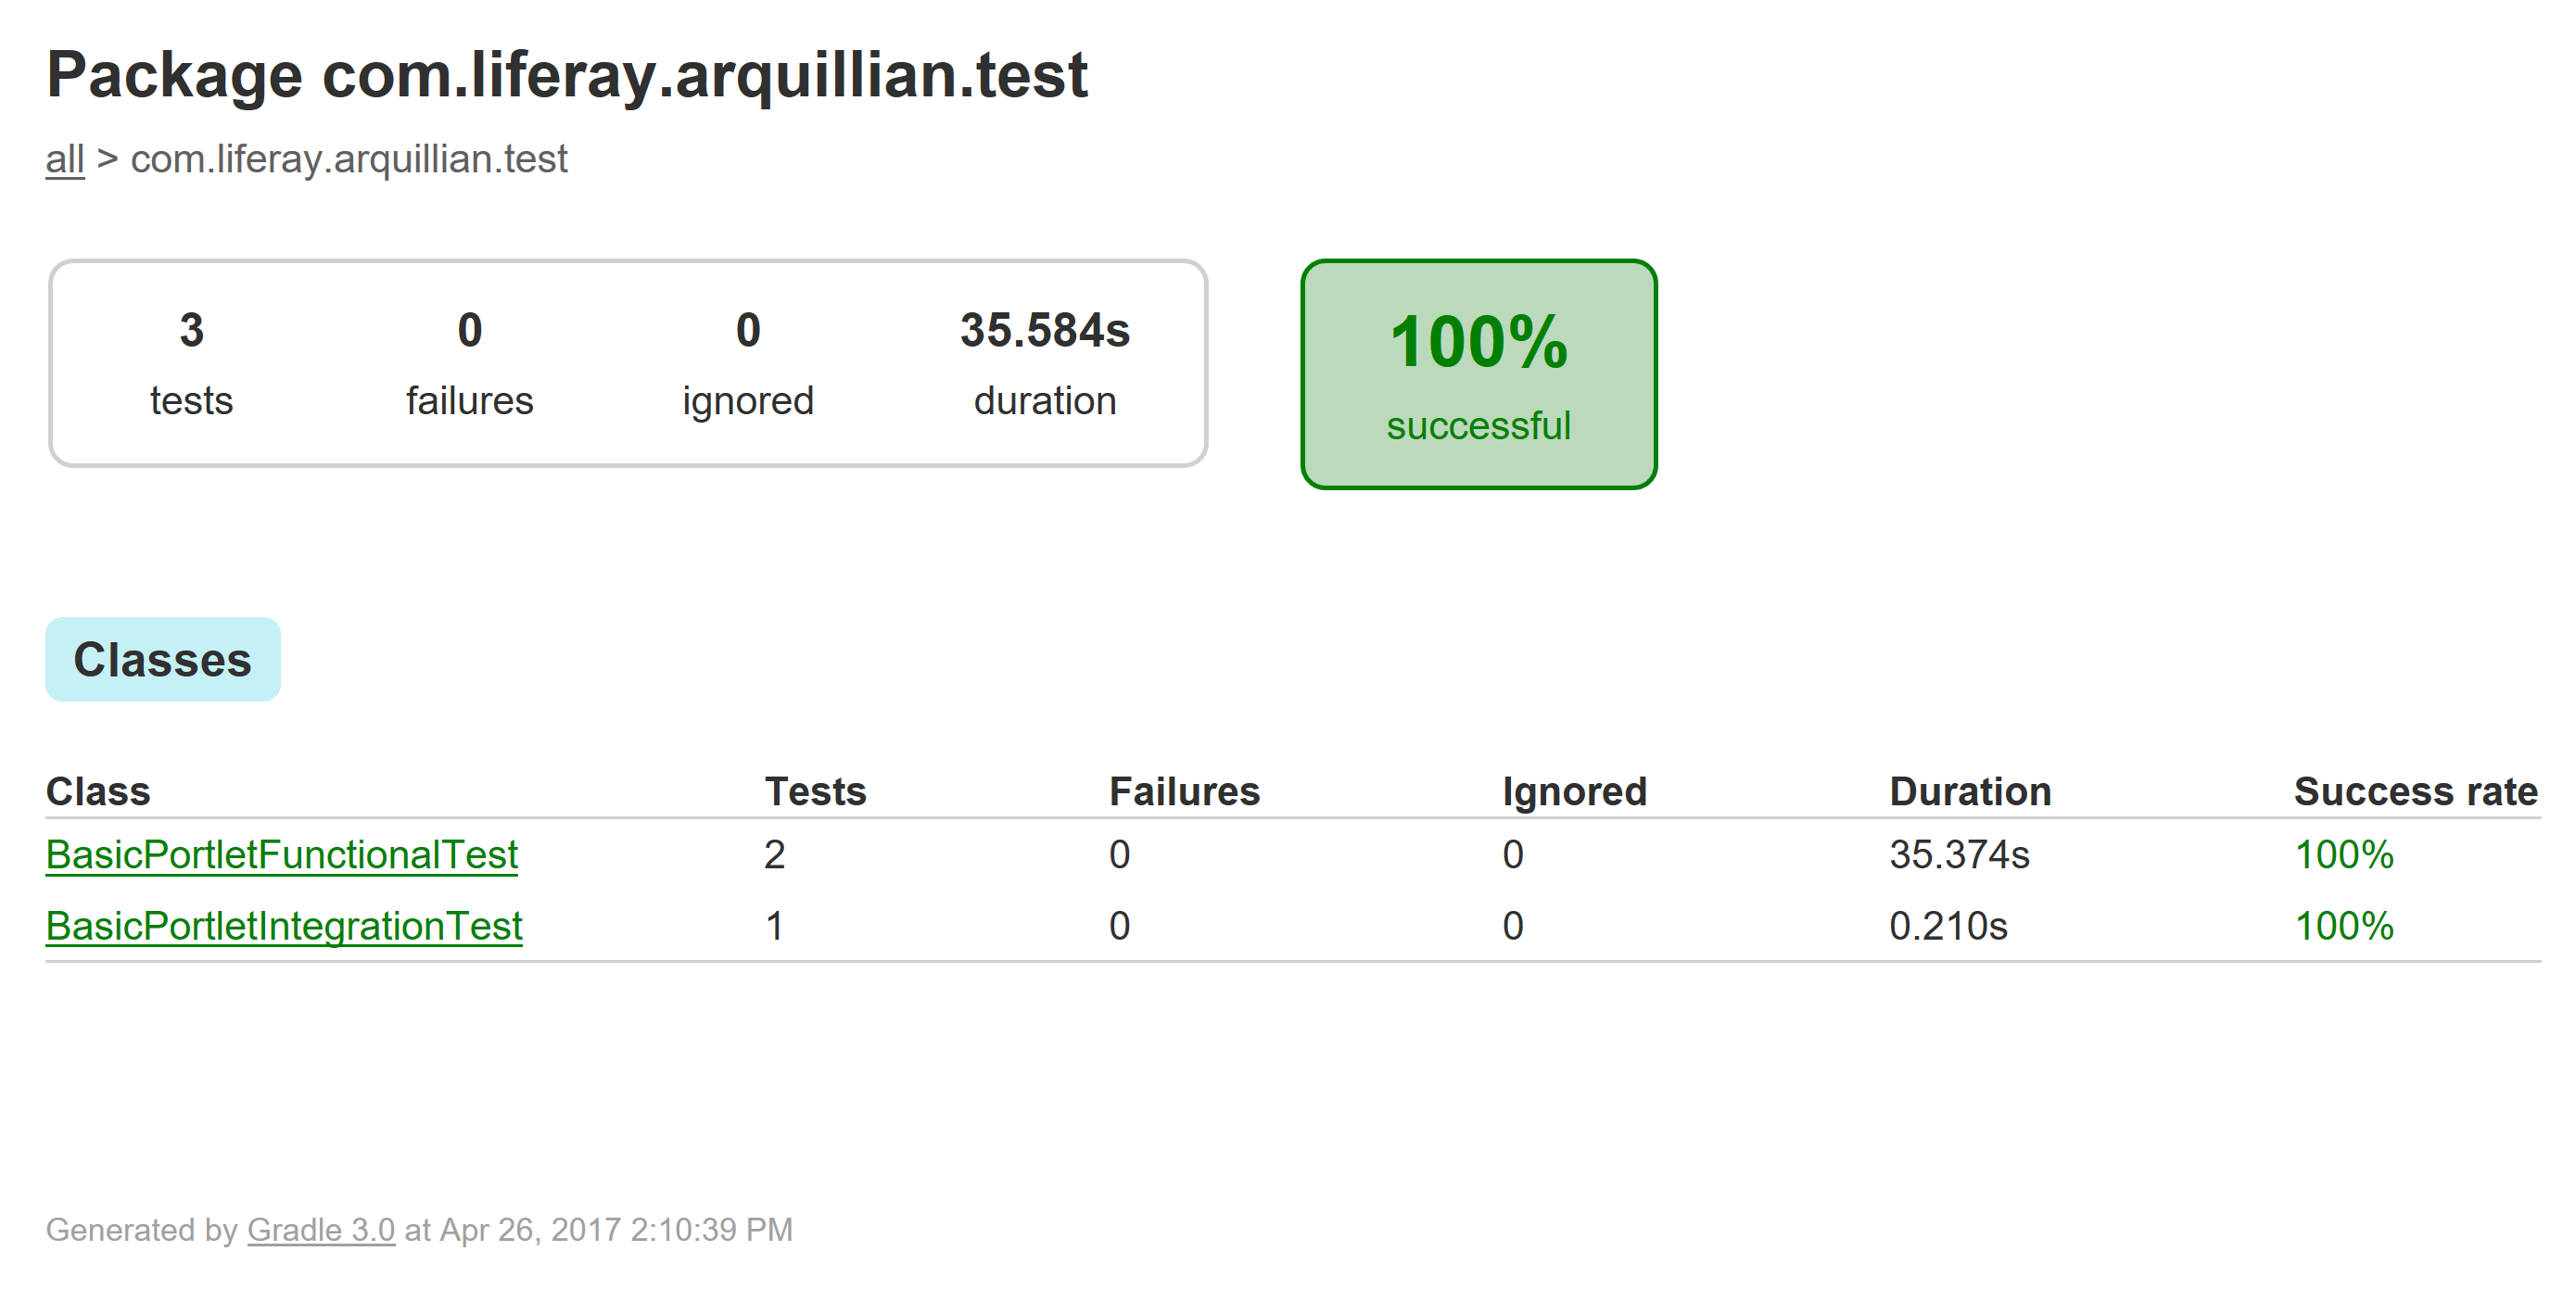 Package com.liferay.arquillian.test
all > com.liferay.arquillian.test
3 0 0 35.584s
tests failures ignored duration
100%
successful
Classes
Class Tests Failures Ignored Duration Success rate
BasicPortletFunctionalTest 2 0 0 35.374s 100%
BasicPortletIntegrationTest 1 0 0 0.210s 100%
Generated by Gradle 3.0 at Apr 26, 2017 2:10:39 PM